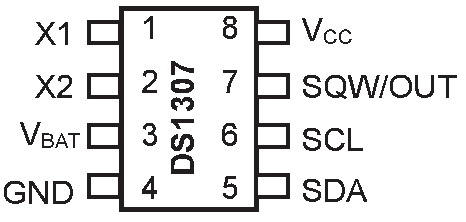 X1 1 8 VCC
X2 2 7 SQW/OUT
VBAT 3 6 SCL
GND 4 5 SDA
DS1307